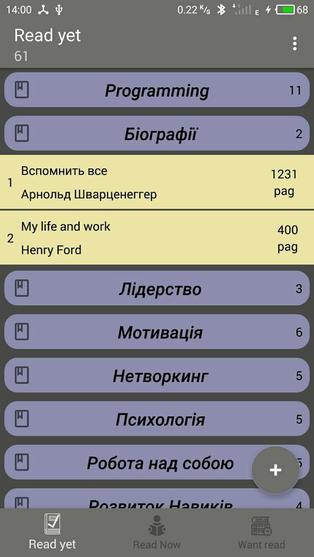 14:00 0.22 K/s E 68
Read yet
61
Programming 11
Біографії 2
1 Вспомнить все 1231
Арнольд Шварценеггер pag
2 My life and work 400
Henry Ford pag
Лідерство 3
Мотивація 6
Нетворкинг 5
Психологія 5
Робота над собою 5
+
Розвиток Навиків 4
Read yet Read Now Want read